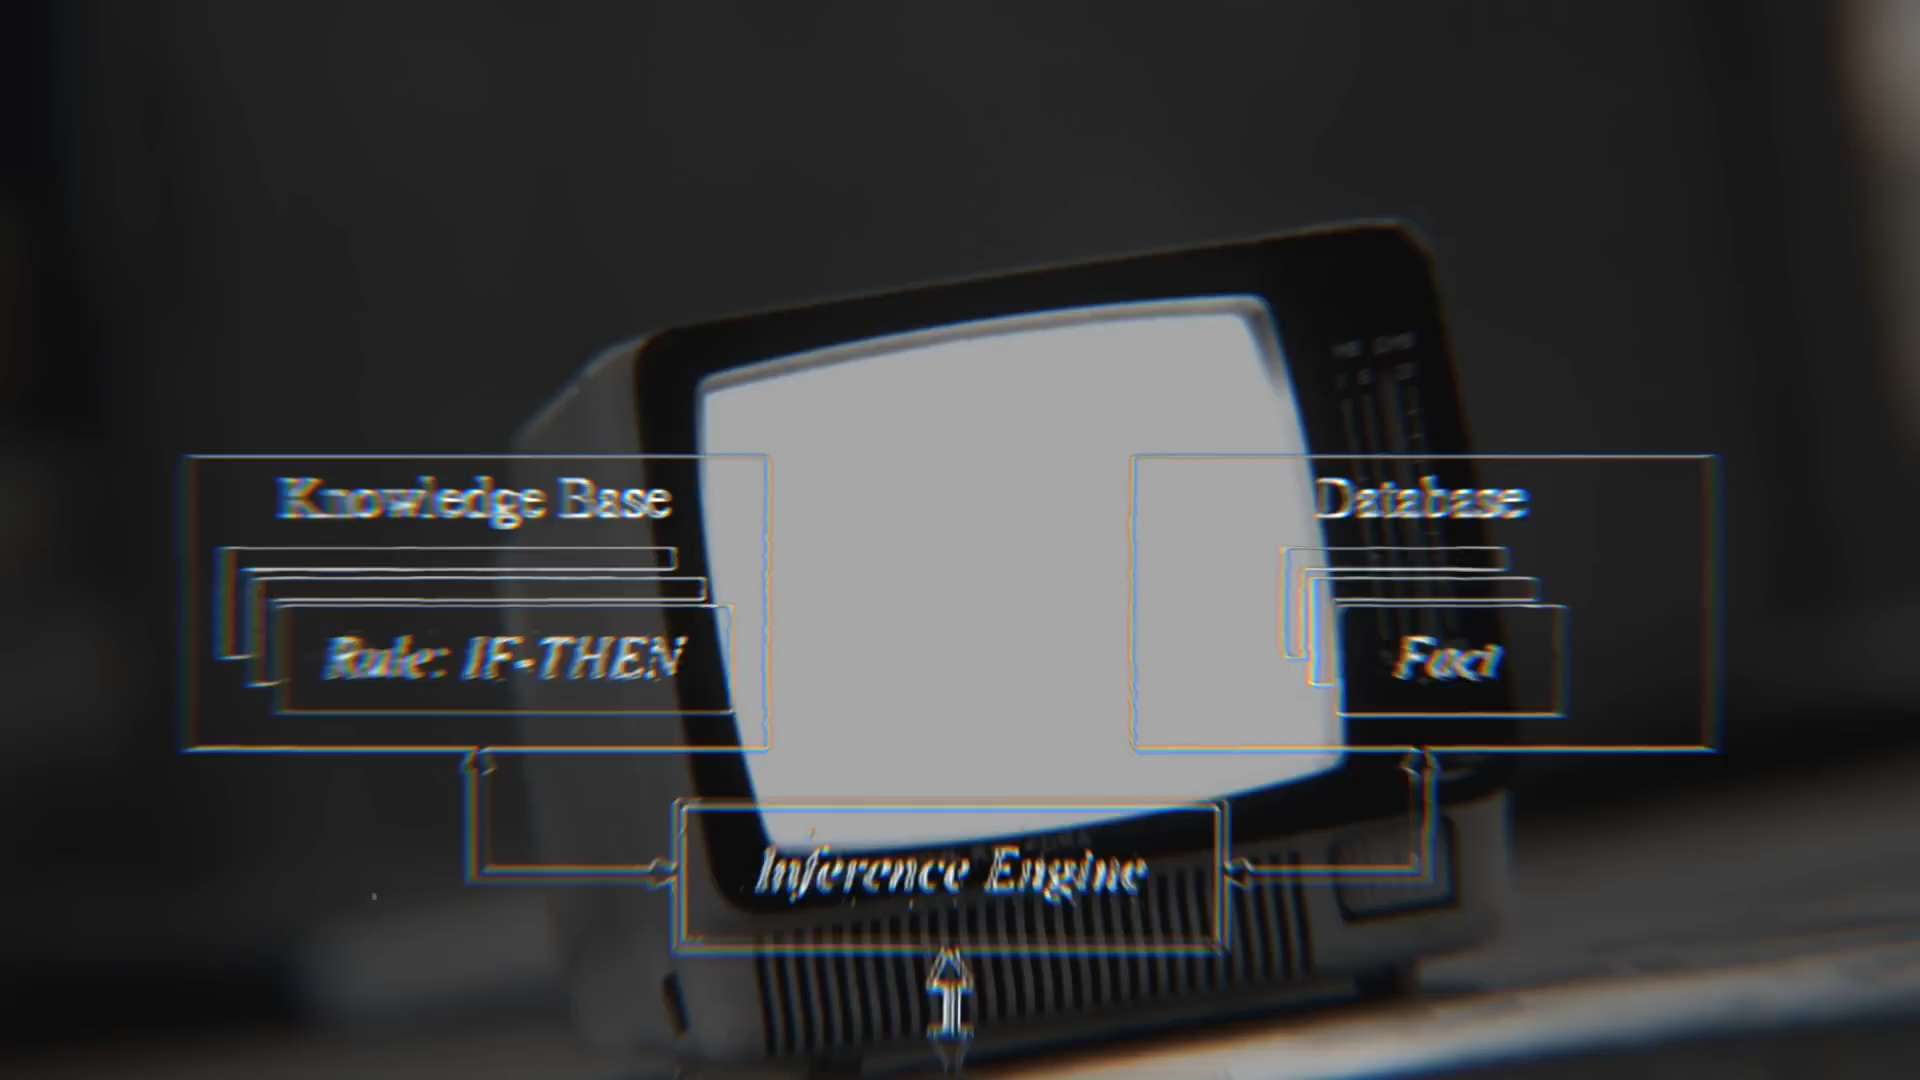 Knowledge Base
Database
Rule: IF-THEN
Fact
Inference Engine